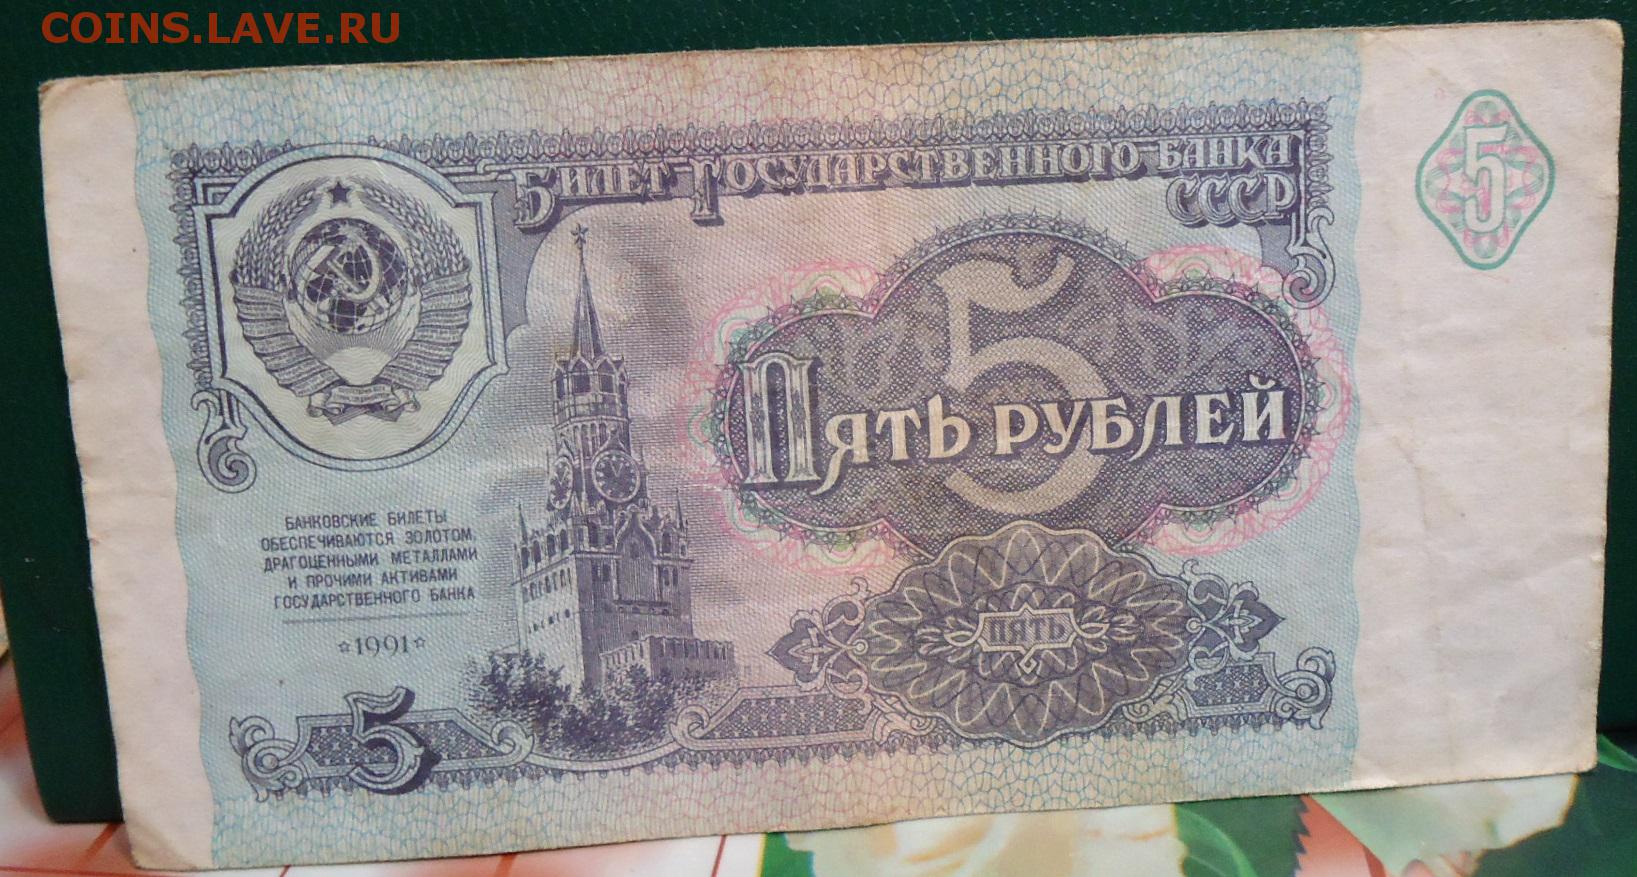 COINS.LAVE.RU
БИЛЕТ ГОСУДАРСТВЕННОГО БАНКА
СССР
5
5
ПЯТЬ РУБЛЕЙ
БАНКОВСКИЕ БИЛЕТЫ
ОБЕСПЕЧИВАЮТСЯ ЗОЛОТОМ,
ДРАГОЦЕННЫМИ МЕТАЛЛАМИ
И ПРОЧИМИ АКТИВАМИ
ГОСУДАРСТВЕННОГО БАНКА
☆1991☆
ПЯТЬ
5